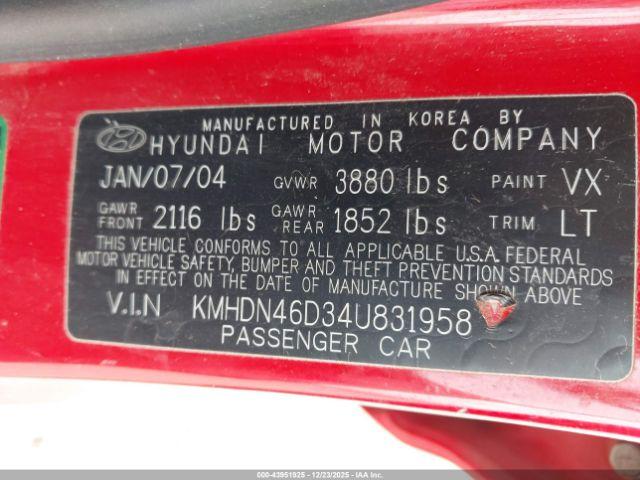 MANUFACTURED IN KOREA BY
HYUNDAI MOTOR COMPANY
JAN/07/04 GVWR 3880 lbs PAINT VX
GAWR FRONT 2116 lbs GAWR REAR 1852 lbs TRIM LT
THIS VEHICLE CONFORMS TO ALL APPLICABLE U.S.A. FEDERAL
MOTOR VEHICLE SAFETY, BUMPER AND THEFT PREVENTION STANDARDS
IN EFFECT ON THE DATE OF MANUFACTURE SHOWN ABOVE
V.I.N KMHDN46D34U831958
PASSENGER CAR
000-43951925 - 12/23/2025 - IAAI.CA